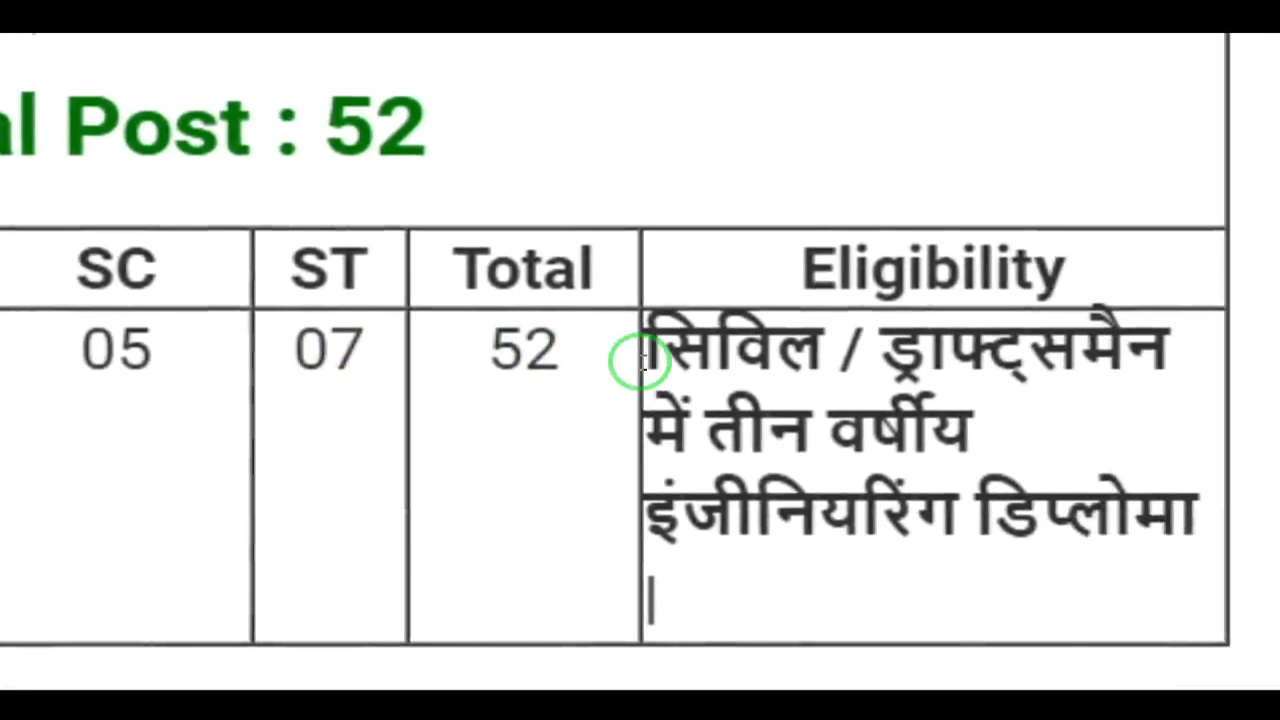 al Post : 52
SC ST Total Eligibility
05 07 52 सिविल / ड्राफ्ट्समैन
में तीन वर्षीय
इंजीनियरिंग डिप्लोमा
|